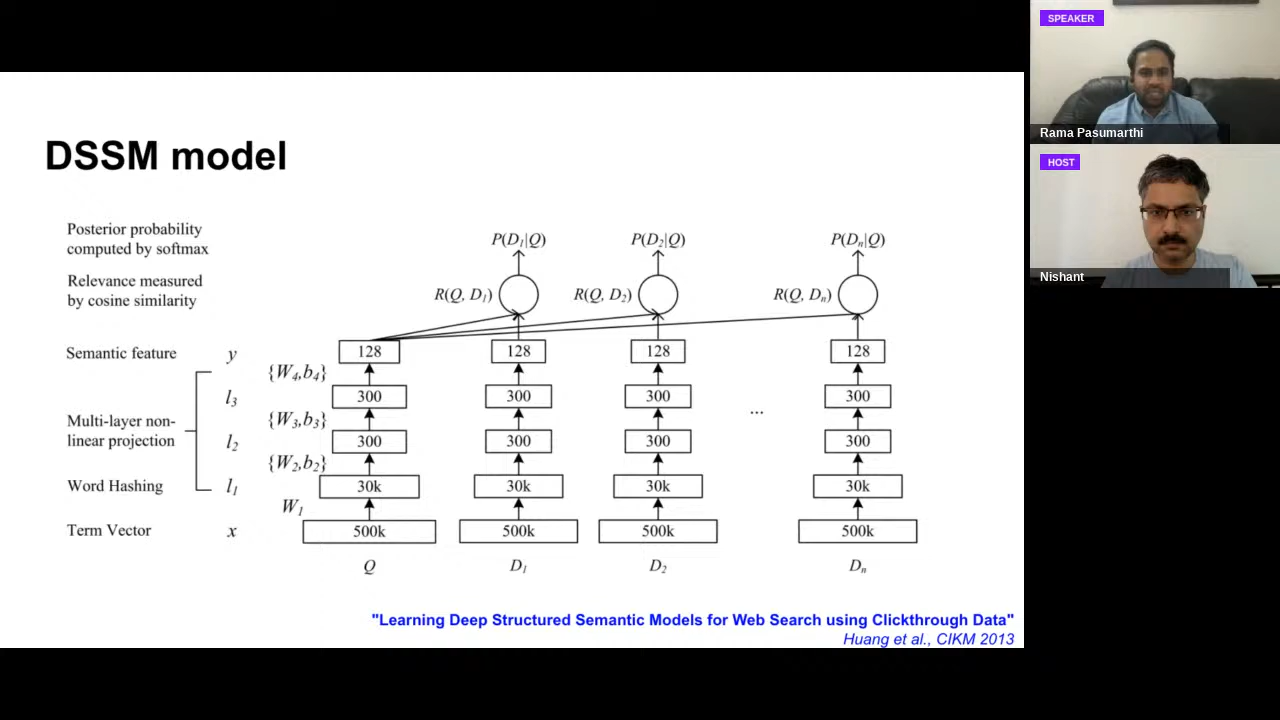 SPEAKER
Rama Pasumarthi
HOST
Nishant
DSSM model
Posterior probability
computed by softmax
P(D1|Q) P(D2|Q) P(Dn|Q)
Relevance measured
by cosine similarity
R(Q, D1) R(Q, D2) R(Q, Dn)
Semantic feature y 128 128 128 128
{W4,b4}
l3 300 300 300 300
Multi-layer non-
linear projection
{W3,b3}
...
l2 300 300 300 300
{W2,b2}
Word Hashing l1 30k 30k 30k 30k
W1
Term Vector x 500k 500k 500k 500k
Q D1 D2 Dn
"Learning Deep Structured Semantic Models for Web Search using Clickthrough Data"
Huang et al., CIKM 2013